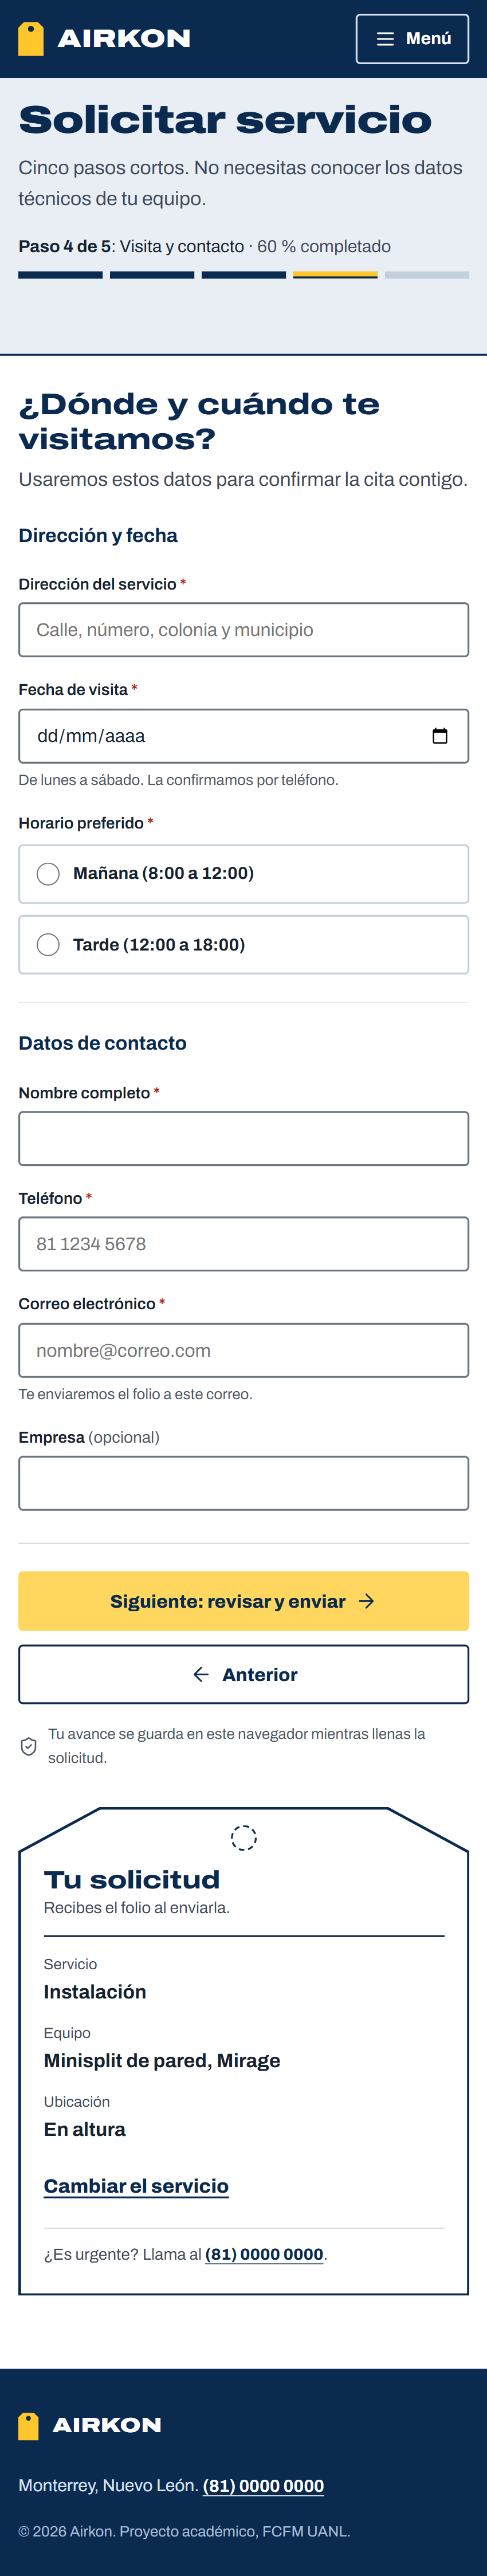 AIRKON
Menú
Solicitar servicio
Cinco pasos cortos. No necesitas conocer los datos
técnicos de tu equipo.
Paso 4 de 5: Visita y contacto · 60 % completado
¿Dónde y cuándo te
visitamos?
Usaremos estos datos para confirmar la cita contigo.
Dirección y fecha
Dirección del servicio *
Calle, número, colonia y municipio
Fecha de visita *
dd/mm/aaaa
De lunes a sábado. La confirmamos por teléfono.
Horario preferido *
Mañana (8:00 a 12:00)
Tarde (12:00 a 18:00)
Datos de contacto
Nombre completo *
Teléfono *
81 1234 5678
Correo electrónico *
nombre@correo.com
Te enviaremos el folio a este correo.
Empresa (opcional)
Siguiente: revisar y enviar →
← Anterior
Tu avance se guarda en este navegador mientras llenas la
solicitud.
Tu solicitud
Recibes el folio al enviarla.
Servicio
Instalación
Equipo
Minisplit de pared, Mirage
Ubicación
En altura
Cambiar el servicio
¿Es urgente? Llama al (81) 0000 0000.
AIRKON
Monterrey, Nuevo León. (81) 0000 0000
© 2026 Airkon. Proyecto académico, FCFM UANL.